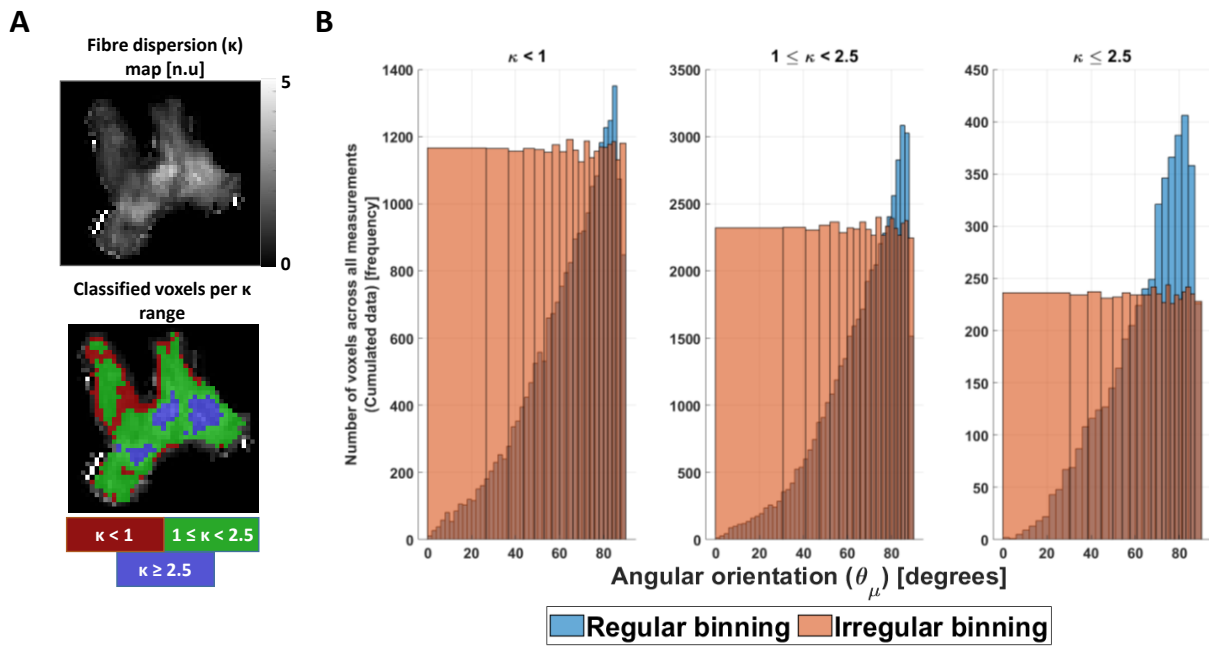 A
Fibre dispersion (κ)
map [n.u]
5
0
Classified voxels per κ
range
κ < 1
1 ≤ κ < 2.5
κ ≥ 2.5
B
Number of voxels across all measurements
(Cumulated data) [frequency]
κ < 1
1400
1200
1000
800
600
400
200
0
0 20 40 60 80
1 ≤ κ < 2.5
3500
3000
2500
2000
1500
1000
500
0
0 20 40 60 80
κ ≤ 2.5
450
400
350
300
250
200
150
100
50
0
0 20 40 60 80
Angular orientation (θμ) [degrees]
Regular binning Irregular binning